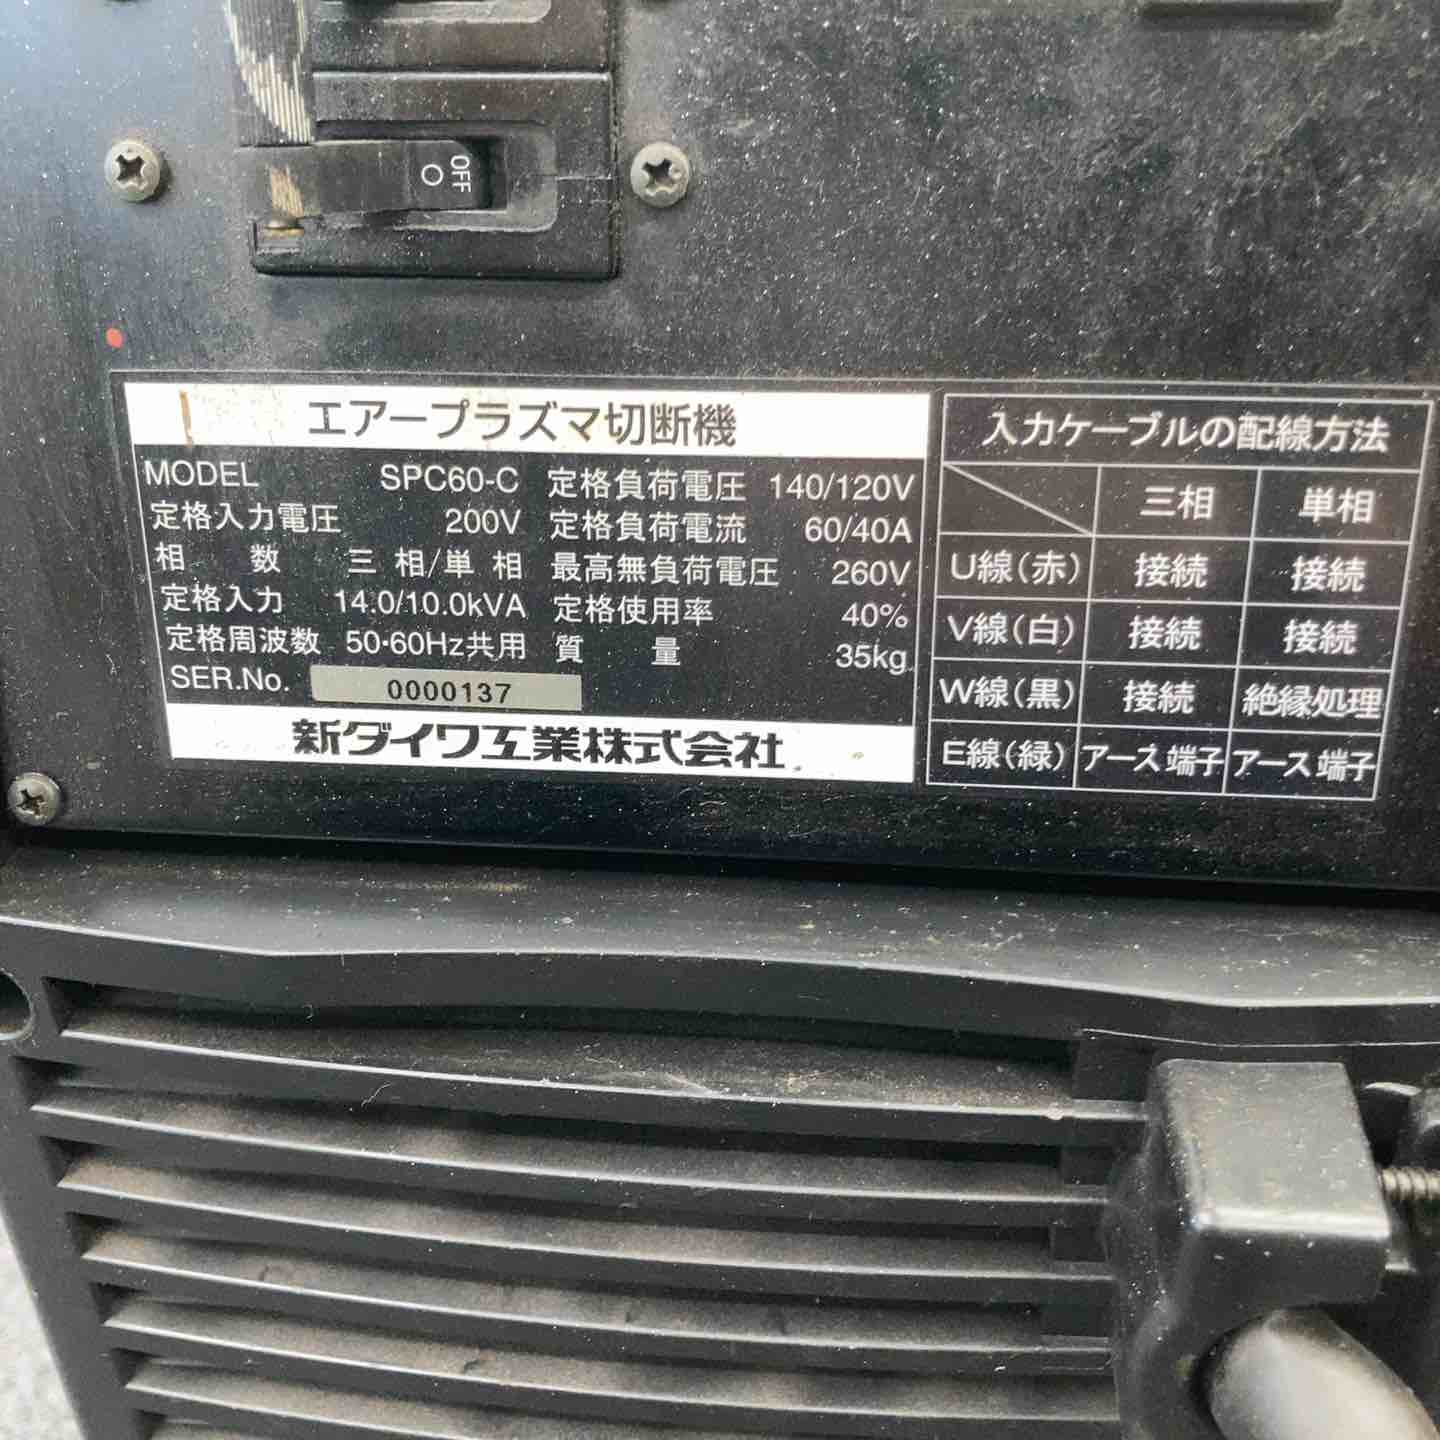 OFF
エアープラズマ切断機
MODEL SPC60-C 定格負荷電圧 140/120V
定格入力電圧 200V 定格負荷電流 60/40A
相 数 三相/単相 最高無負荷電圧 260V
定格入力 14.0/10.0kVA 定格使用率 40%
定格周波数 50・60Hz共用 質 量 35kg
SER.No. 0000137
新ダイワ工業株式会社
入力ケーブルの配線方法
三相 単相
U線(赤) 接続 接続
V線(白) 接続 接続
W線(黒) 接続 絶縁処理
E線(緑) アース端子 アース端子